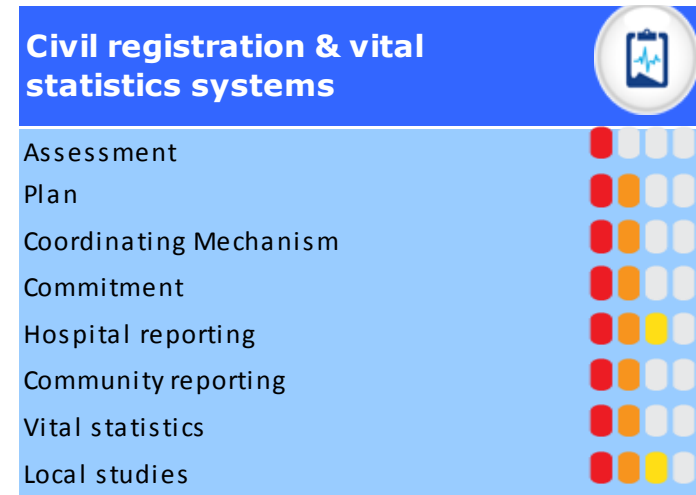 Civil registration & vital
statistics systems
Assessment
Plan
Coordinating Mechanism
Commitment
Hospital reporting
Community reporting
Vital statistics
Local studies